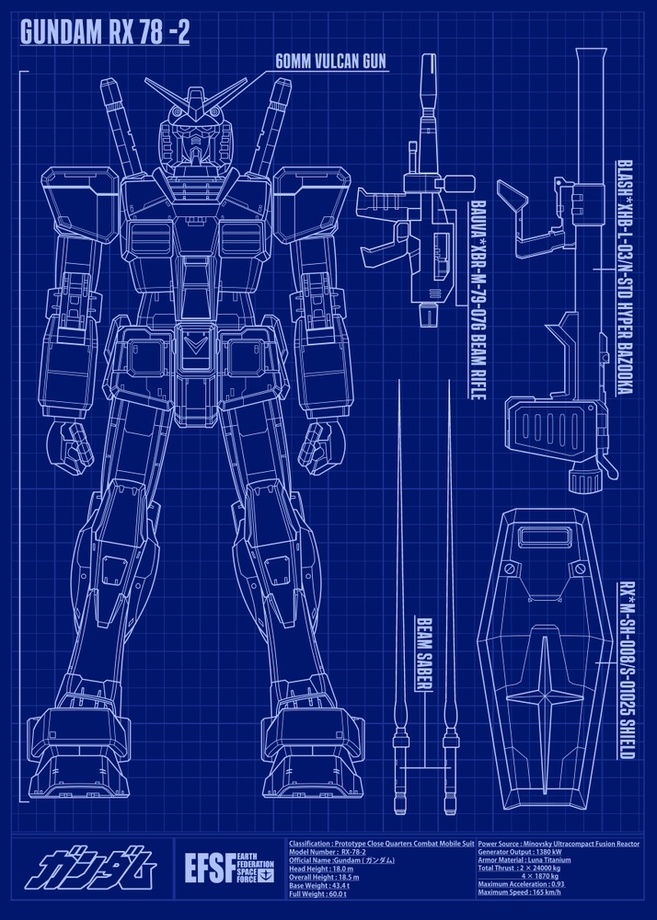 GUNDAM RX 78 -2
60MM VULCAN GUN
BAUVA*XBR-M-79-07G BEAM RIFLE
BLASH*XHB-L-03/N-STD HYPER BAZOOKA
BEAM SABER
RX*M-SH-008/S-01025 SHIELD
ガンダム
EFSF
EARTH
FEDERATION
SPACE
FORCE
Classification : Prototype Close Quarters Combat Mobile Suit
Model Number : RX-78-2
Official Name :Gundam ( ガンダム)
Head Height : 18.0 m
Overall Height : 18.5 m
Base Weight : 43.4 t
Full Weight : 60.0 t
Power Source : Minovsky Ultracompact Fusion Reactor
Generator Output : 1380 kW
Armor Material : Luna Titanium
Total Thrust : 2 × 24000 kg
4 × 1870 kg
Maximum Acceleration : 0.93
Maximum Speed : 165 km/h